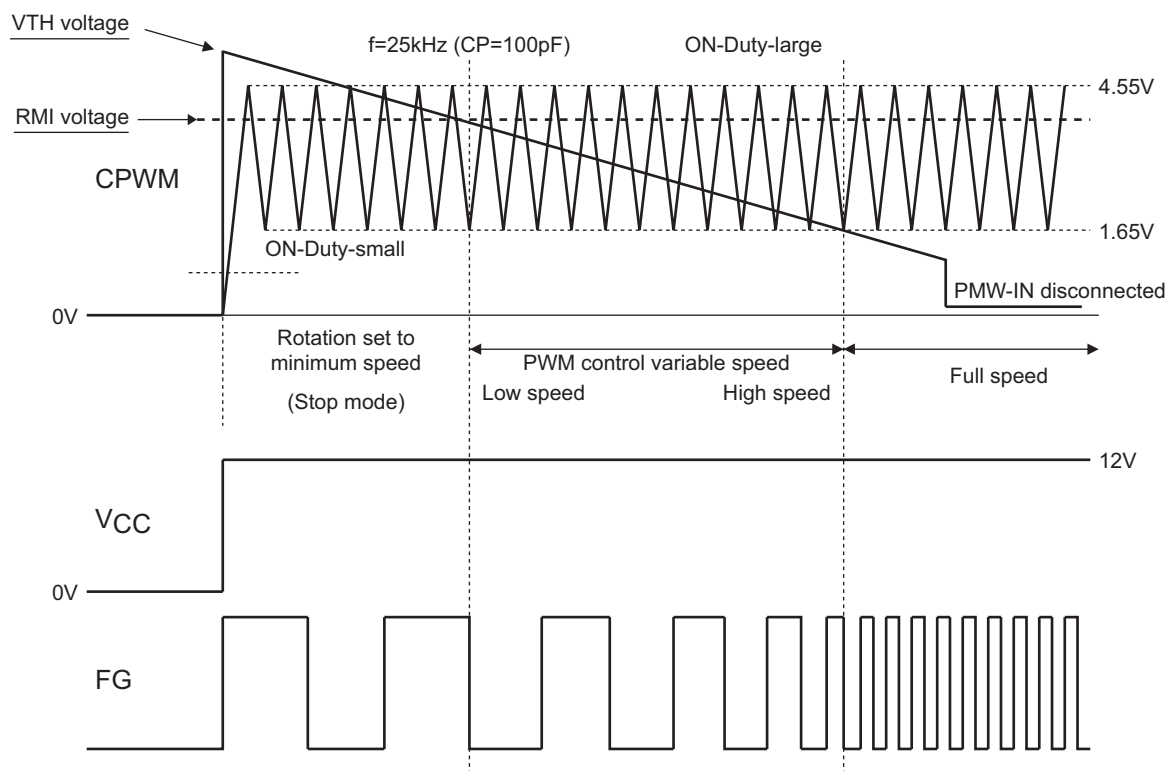 VTH voltage
f=25kHz (CP=100pF)
ON-Duty-large
4.55V
RMI voltage
CPWM
1.65V
ON-Duty-small
PMW-IN disconnected
0V
Rotation set to
minimum speed
(Stop mode)
PWM control variable speed
Low speed
High speed
Full speed
12V
VCC
0V
FG